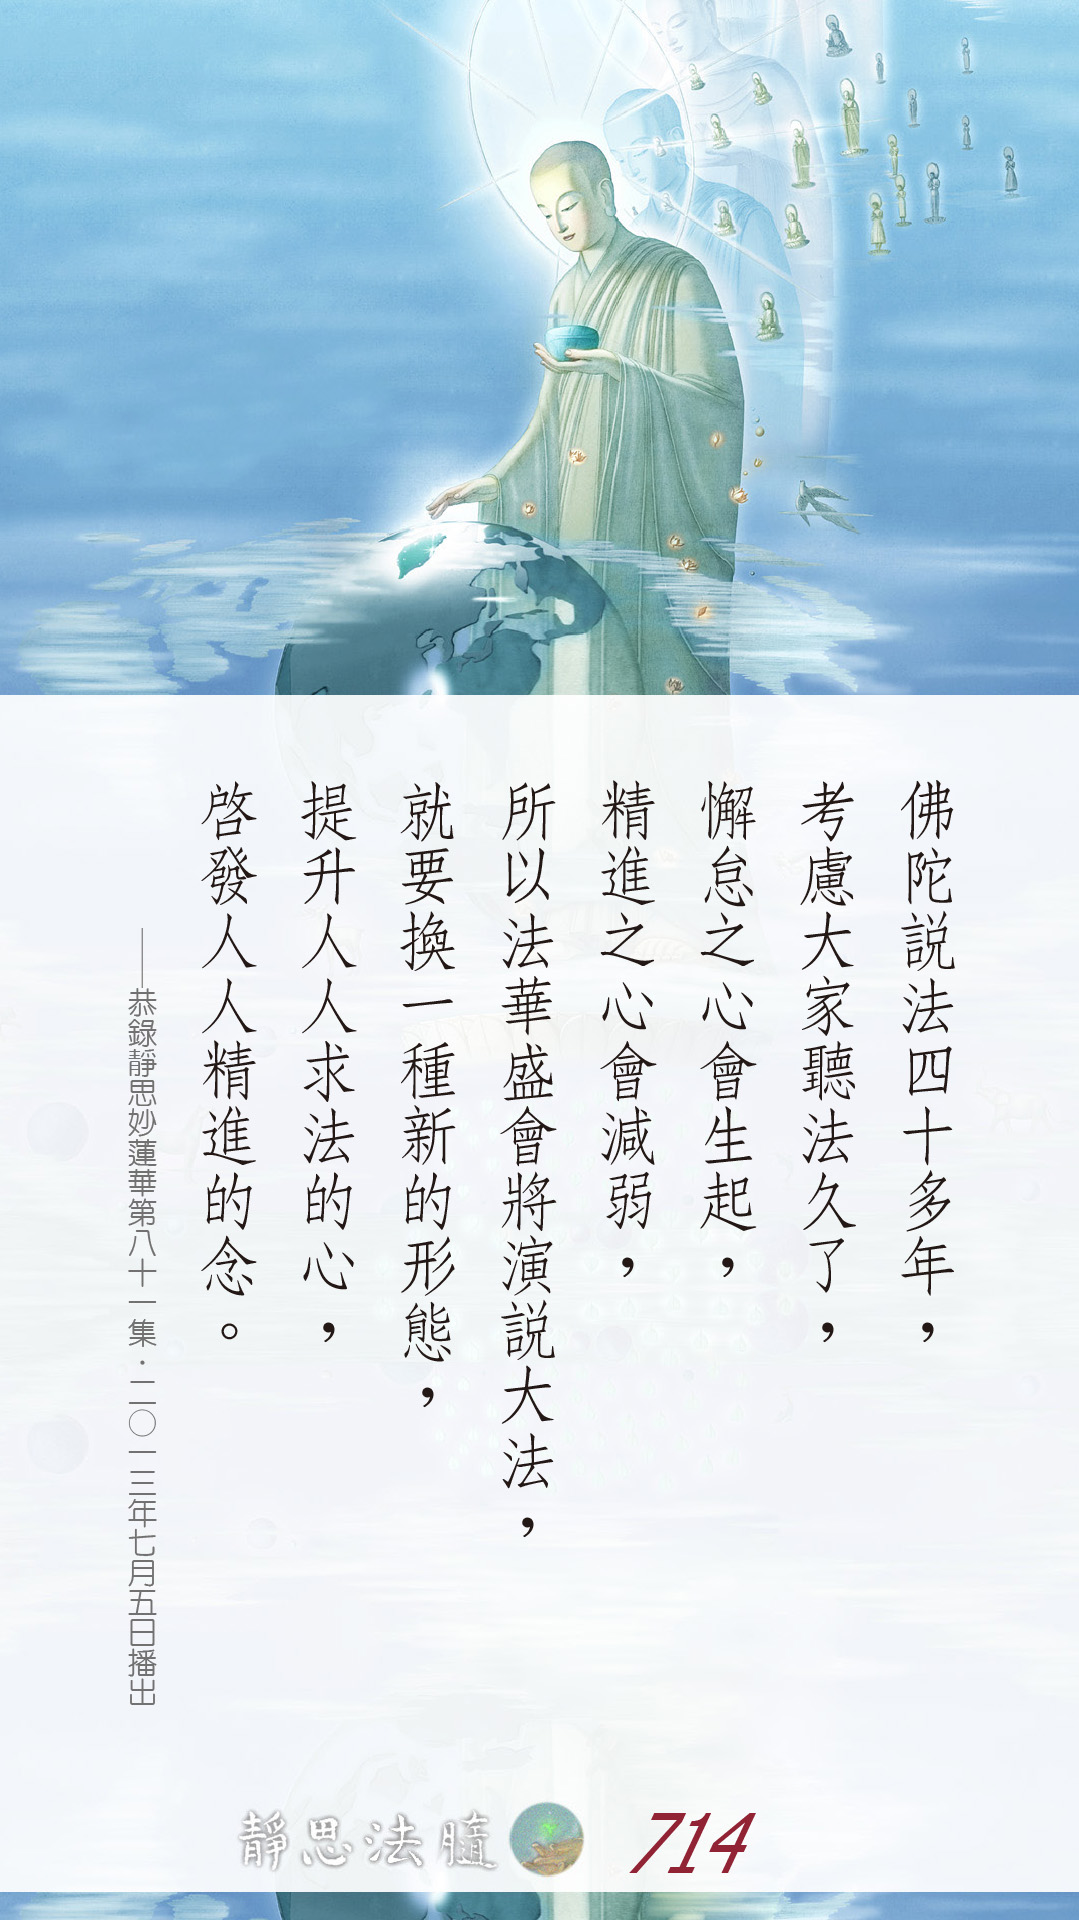 佛陀説法四十多年，
考慮大家聽法久了，
懈怠之心會生起，
精進之心會減弱，
所以法華盛會將演説大法，
就要換一種新的形態，
提升人人求法的心，
啓發人人精進的念。
——恭錄靜思妙蓮華第八十一集·二〇一三年七月五日播出
靜思法髓 714